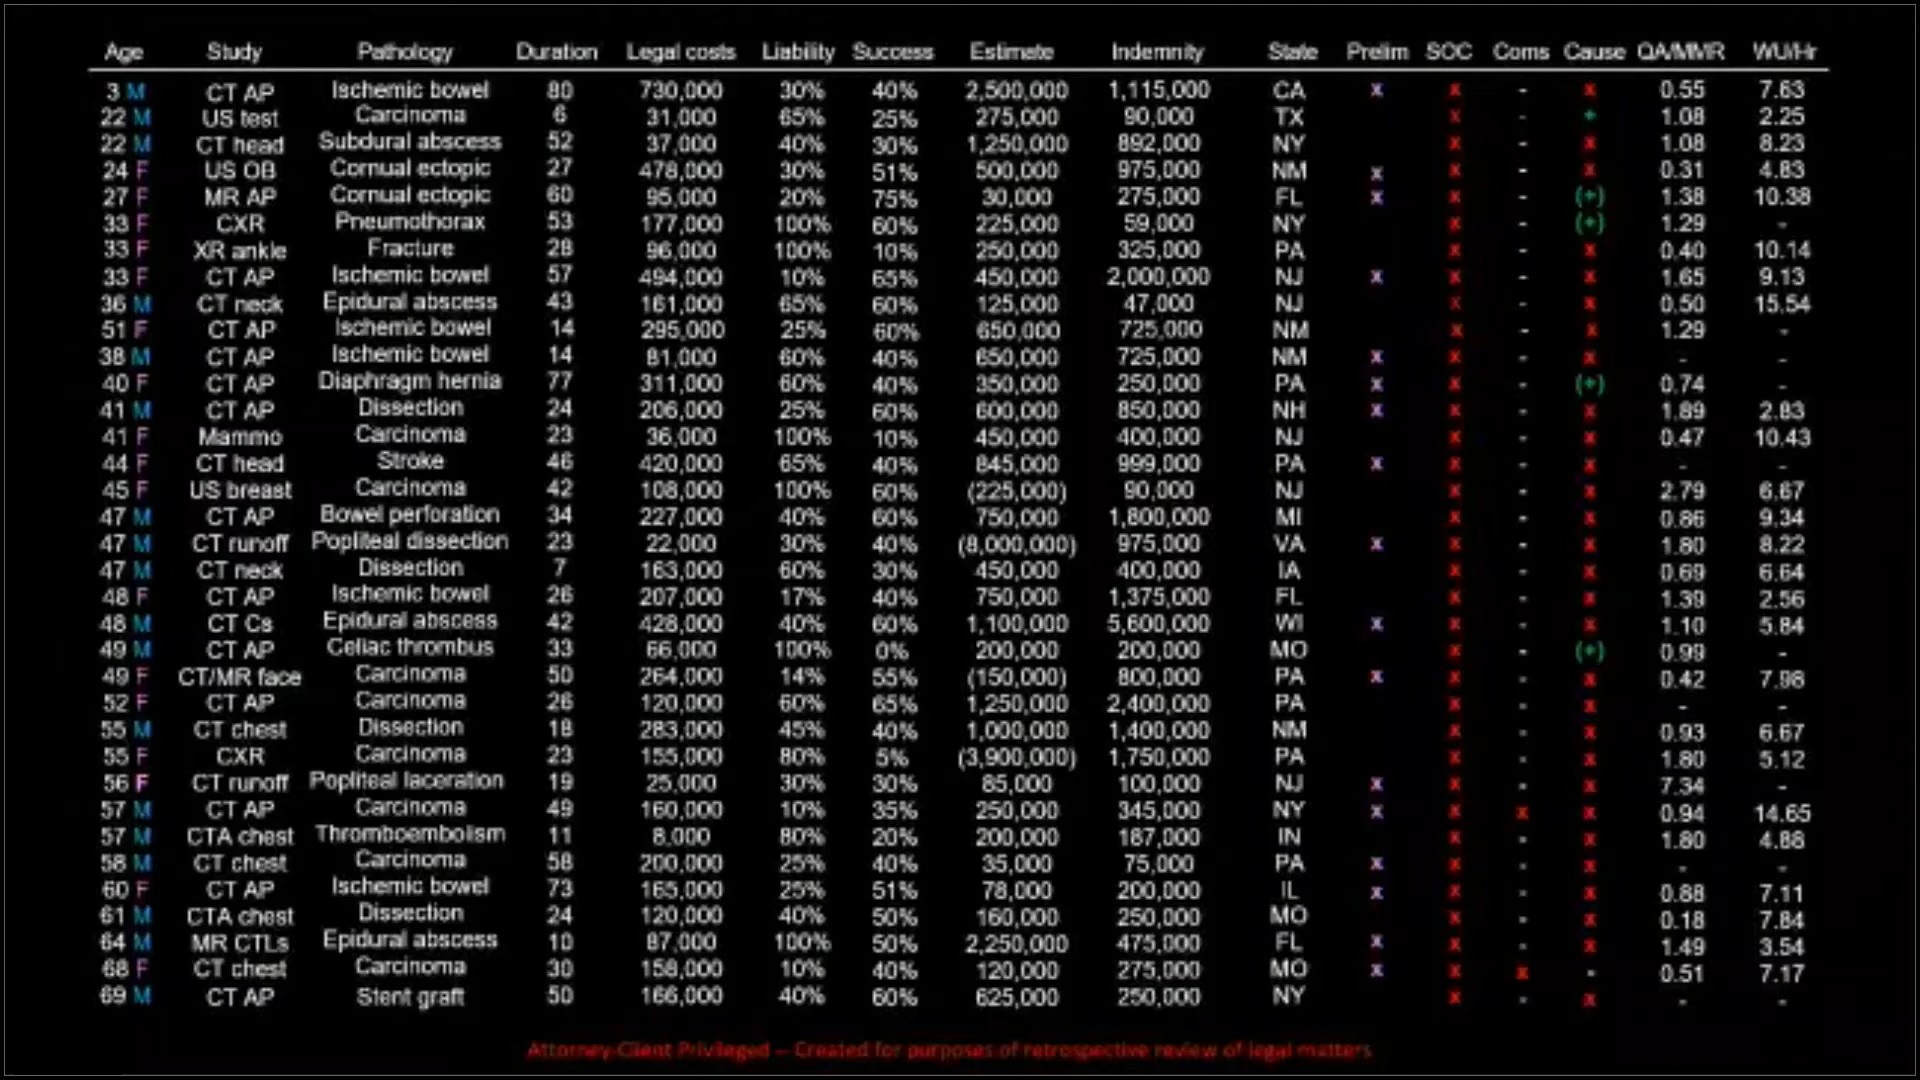 Age Study Pathology Duration Legal costs Liability Success Estimate Indemnity State Prelim SOC Coms Cause QA/MMR WU/Hr
3 M CT AP Ischemic bowel 80 730,000 30% 40% 2,500,000 1,115,000 CA x x - x 0.55 7.63
22 M US test Carcinoma 6 31,000 65% 25% 275,000 90,000 TX x - + 1.08 2.25
22 M CT head Subdural abscess 52 37,000 40% 30% 1,250,000 892,000 NY x - x 1.08 8.23
24 F US OB Cornual ectopic 27 478,000 30% 51% 500,000 975,000 NM x x - x 0.31 4.83
27 F MR AP Cornual ectopic 60 95,000 20% 75% 30,000 275,000 FL x x - (+) 1.38 10.38
33 F CXR Pneumothorax 53 177,000 100% 60% 225,000 59,000 NY x - (+) 1.29 -
33 F XR ankle Fracture 28 96,000 100% 10% 250,000 325,000 PA x - x 0.40 10.14
33 F CT AP Ischemic bowel 57 494,000 10% 65% 450,000 2,000,000 NJ x x - x 1.65 9.13
36 M CT neck Epidural abscess 43 161,000 65% 60% 125,000 47,000 NJ x - x 0.50 15.54
51 F CT AP Ischemic bowel 14 295,000 25% 60% 650,000 725,000 NM x - x 1.29 -
38 M CT AP Ischemic bowel 14 81,000 60% 40% 650,000 725,000 NM x x - x - -
40 F CT AP Diaphragm hernia 77 311,000 60% 40% 350,000 250,000 PA x x - (+) 0.74 -
41 M CT AP Dissection 24 206,000 25% 60% 600,000 850,000 NH x x - x 1.89 2.83
41 F Mammo Carcinoma 23 36,000 100% 10% 450,000 400,000 NJ x - x 0.47 10.43
44 F CT head Stroke 46 420,000 65% 40% 845,000 999,000 PA x x - x - -
45 F US breast Carcinoma 42 108,000 100% 60% (225,000) 90,000 NJ x - x 2.79 6.67
47 M CT AP Bowel perforation 34 227,000 40% 60% 750,000 1,800,000 MI x - x 0.86 9.34
47 M CT runoff Popliteal dissection 23 22,000 30% 40% (8,000,000) 975,000 VA x x - x 1.80 8.22
47 M CT neck Dissection 7 163,000 60% 30% 450,000 400,000 IA x - x 0.69 6.64
48 F CT AP Ischemic bowel 26 207,000 17% 40% 750,000 1,375,000 FL x - x 1.39 2.56
48 M CT Cs Epidural abscess 42 428,000 40% 60% 1,100,000 5,600,000 WI x x - x 1.10 5.84
49 M CT AP Celiac thrombus 33 66,000 100% 0% 200,000 200,000 MO x - (+) 0.99 -
49 F CT/MR face Carcinoma 50 264,000 14% 55% (150,000) 800,000 PA x x - x 0.42 7.98
52 F CT AP Carcinoma 26 120,000 60% 65% 1,250,000 2,400,000 PA x - x - -
55 M CT chest Dissection 18 283,000 45% 40% 1,000,000 1,400,000 NM x - x 0.93 6.67
55 F CXR Carcinoma 23 155,000 80% 5% (3,900,000) 1,750,000 PA x - x 1.80 5.12
56 F CT runoff Popliteal laceration 19 25,000 30% 30% 85,000 100,000 NJ x x - x 7.34 -
57 M CT AP Carcinoma 49 160,000 10% 35% 250,000 345,000 NY x x x x 0.94 14.65
57 M CTA chest Thromboembolism 11 8,000 80% 20% 200,000 187,000 IN x - x 1.80 4.88
58 M CT chest Carcinoma 58 200,000 25% 40% 35,000 75,000 PA x x - x - -
60 F CT AP Ischemic bowel 73 165,000 25% 51% 78,000 200,000 IL x x - x 0.88 7.11
61 M CTA chest Dissection 24 120,000 40% 50% 160,000 250,000 MO x - x 0.18 7.84
64 M MR CTLs Epidural abscess 10 87,000 100% 50% 2,250,000 475,000 FL x x - x 1.49 3.54
68 F CT chest Carcinoma 30 158,000 10% 40% 120,000 275,000 MO x x x - 0.51 7.17
69 M CT AP Stent graft 50 166,000 40% 60% 625,000 250,000 NY x - x - -
Attorney-Client Privileged – Created for purposes of retrospective review of legal matters